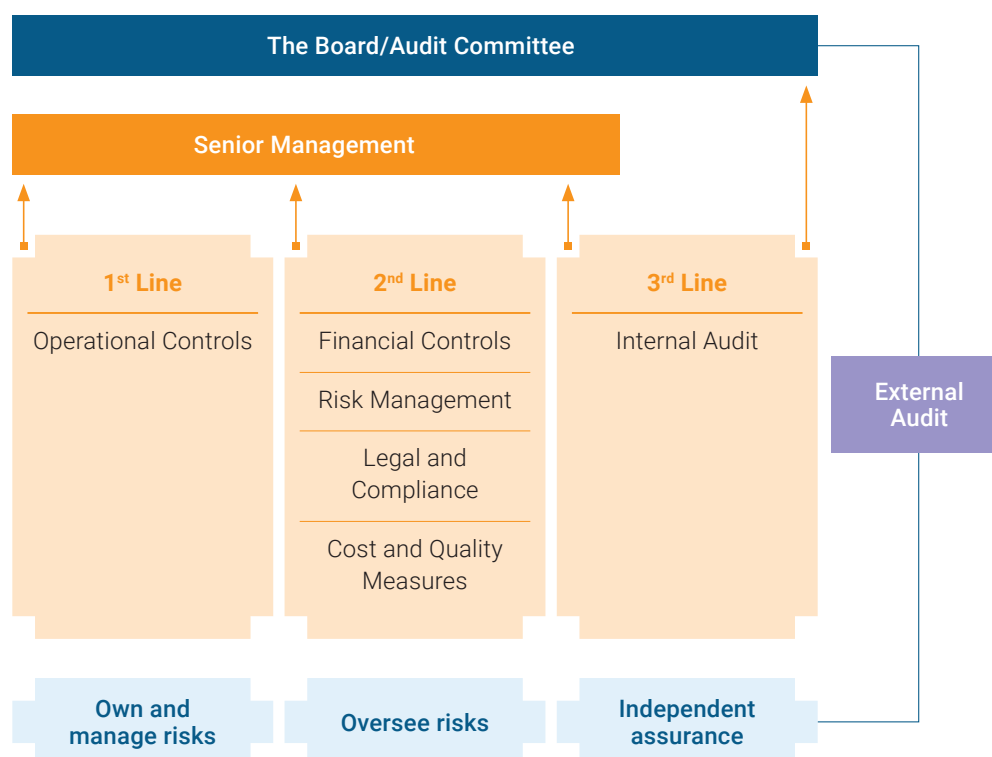 The Board/Audit Committee
Senior Management
1st Line
Operational Controls
2nd Line
Financial Controls
Risk Management
Legal and
Compliance
Cost and Quality
Measures
3rd Line
Internal Audit
External
Audit
Own and
manage risks
Oversee risks
Independent
assurance